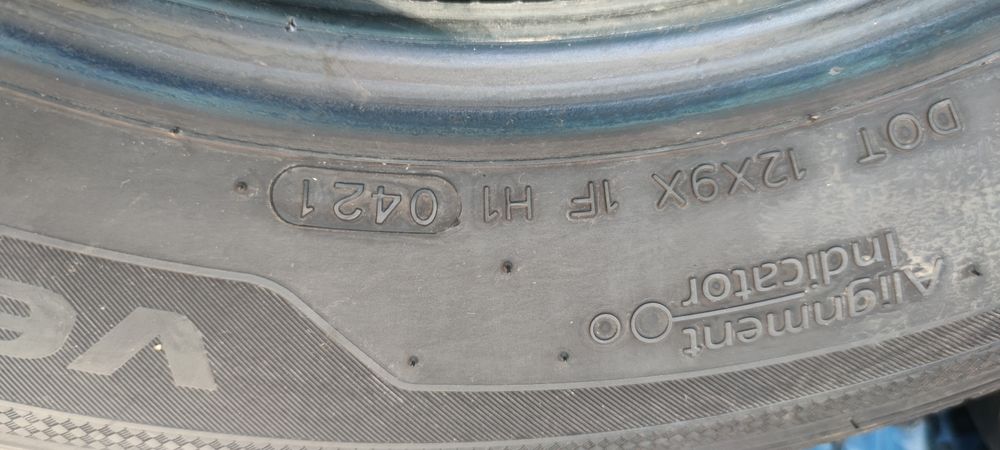 DOT 12X9X 1F H1 0421
Alignment
Indicator